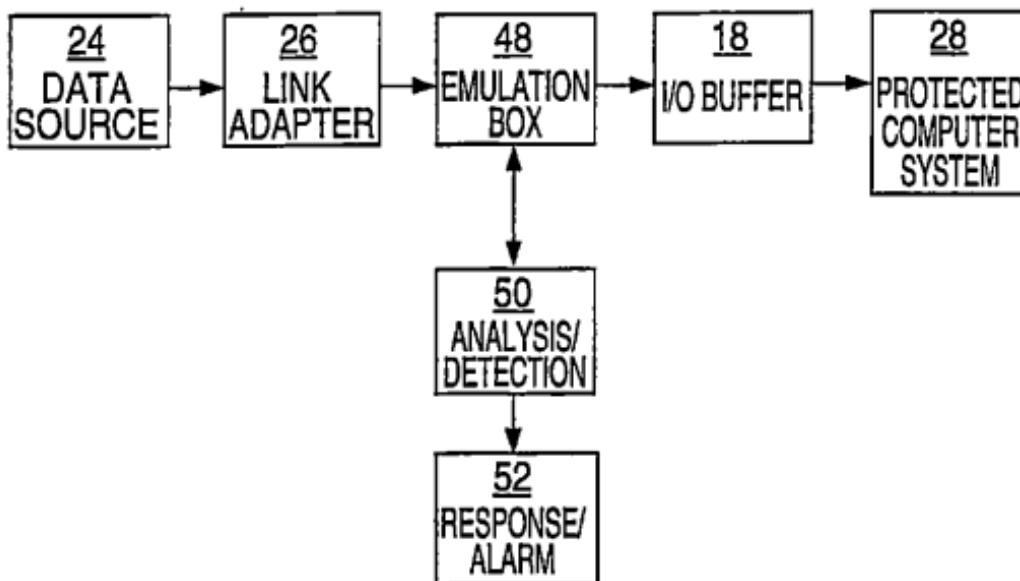 24
DATA
SOURCE
26
LINK
ADAPTER
48
EMULATION
BOX
18
I/O BUFFER
28
PROTECTED
COMPUTER
SYSTEM
50
ANALYSIS/
DETECTION
52
RESPONSE/
ALARM